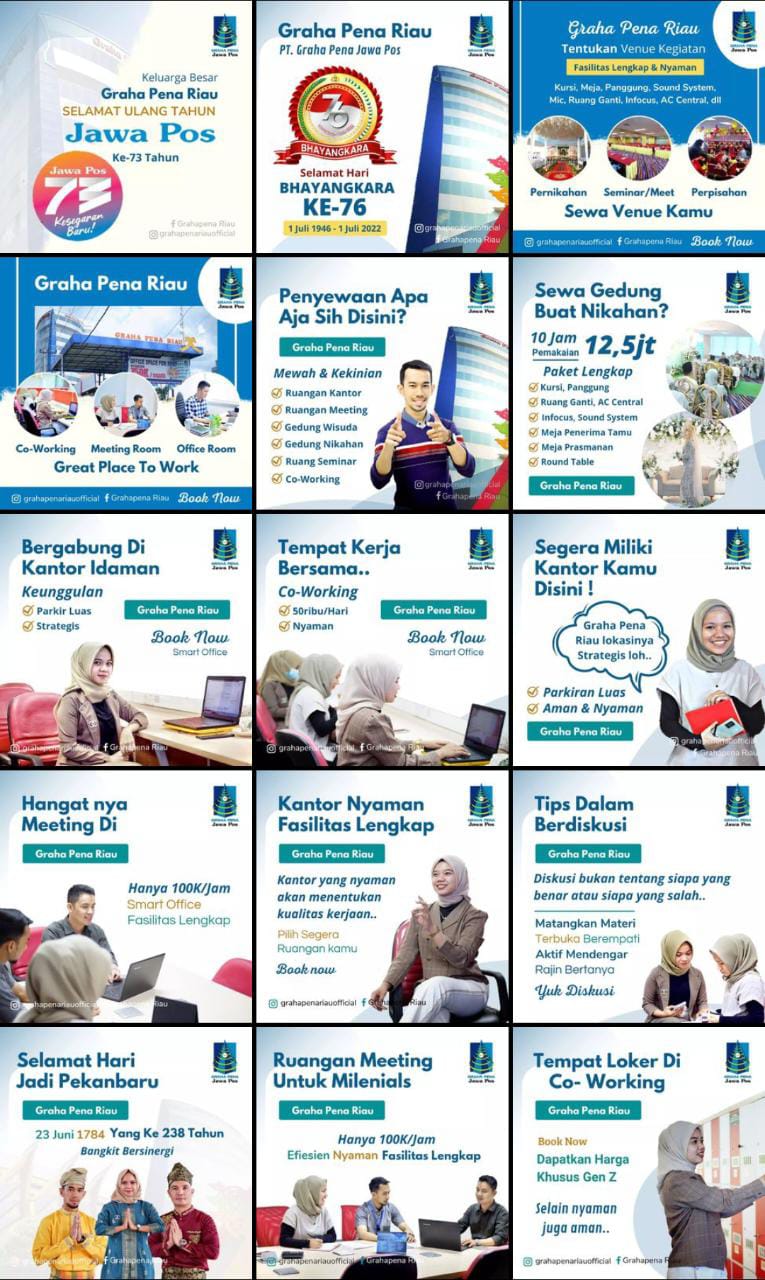 GRAHA PENA
Jawa Pos
Keluarga Besar
Graha Pena Riau
SELAMAT ULANG TAHUN
Jawa Pos
Ke-73 Tahun
Jawa Pos
73
Kesegaran
Baru!
Grahapena Riau
grahapenariauofficial
Graha Pena Riau
PT. Graha Pena Jawa Pos
GRAHA PENA
Jawa Pos
76
BHAYANGKARA
Selamat Hari
BHAYANGKARA
KE-76
1 Juli 1946 - 1 Juli 2022
grahapenariauofficial
Grahapena Riau
Graha Pena Riau
GRAHA PENA
Jawa Pos
Tentukan Venue Kegiatan
Fasilitas Lengkap & Nyaman
Kursi, Meja, Panggung, Sound System,
Mic, Ruang Ganti, Infocus, AC Central, dll
Pernikahan Seminar/Meet Perpisahan
Sewa Venue Kamu
grahapenariauofficial Grahapena Riau Book Now
Graha Pena Riau
GRAHA PENA
Jawa Pos
GRAHA PENA RIAU
OFFICE SPACE FOR RENT
Co-Working Meeting Room Office Room
Great Place To Work
grahapenariauofficial Grahapena Riau Book Now
Penyewaan Apa
Aja Sih Disini?
GRAHA PENA
Jawa Pos
Graha Pena Riau
Mewah & Kekinian
Ruangan Kantor
Ruangan Meeting
Gedung Wisuda
Gedung Nikahan
Ruang Seminar
Co-Working
grahapenariauofficial
Grahapena Riau
Sewa Gedung
Buat Nikahan?
GRAHA PENA
Jawa Pos
10 Jam
Pemakaian 12,5jt
Paket Lengkap
Kursi, Panggung
Ruang Ganti, AC Central
Infocus, Sound System
Meja Penerima Tamu
Meja Prasmanan
Round Table
Graha Pena Riau
Bergabung Di
Kantor Idaman
GRAHA PENA
Jawa Pos
Keunggulan
Parkir Luas
Strategis
Graha Pena Riau
Book Now
Smart Office
grahapenariauofficial Grahapena Riau
Tempat Kerja
Bersama..
GRAHA PENA
Jawa Pos
Co-Working
50ribu/Hari
Nyaman
Graha Pena Riau
Book Now
Smart Office
grahapenariauofficial Grahapena Riau
Segera Miliki
Kantor Kamu
Disini !
GRAHA PENA
Jawa Pos
Graha Pena
Riau lokasinya
Strategis loh..
Parkiran Luas
Aman & Nyaman
Graha Pena Riau
grahapenariauofficial
Grahapena Riau
Hangat nya
Meeting Di
GRAHA PENA
Jawa Pos
Graha Pena Riau
Hanya 100K/Jam
Smart Office
Fasilitas Lengkap
grahapenariauofficial Grahapena Riau
Kantor Nyaman
Fasilitas Lengkap
GRAHA PENA
Jawa Pos
Graha Pena Riau
Kantor yang nyaman
akan menentukan
kualitas kerjaan..
Pilih Segera
Ruangan kamu
Book now
grahapenariauofficial Grahapena Riau
Tips Dalam
Berdiskusi
GRAHA PENA
Jawa Pos
Graha Pena Riau
Diskusi bukan tentang siapa yang
benar atau siapa yang salah..
Matangkan Materi
Terbuka Berempati
Aktif Mendengar
Rajin Bertanya
Yuk Diskusi
Selamat Hari
Jadi Pekanbaru
GRAHA PENA
Jawa Pos
Graha Pena Riau
23 Juni 1784 Yang Ke 238 Tahun
Bangkit Bersinergi
grahapenariauofficial Grahapena Riau
Ruangan Meeting
Untuk Milenials
GRAHA PENA
Jawa Pos
Graha Pena Riau
Hanya 100K/Jam
Efiesien Nyaman Fasilitas Lengkap
grahapenariauofficial Grahapena Riau
Tempat Loker Di
Co- Working
GRAHA PENA
Jawa Pos
Graha Pena Riau
Book Now
Dapatkan Harga
Khusus Gen Z
Selain nyaman
juga aman..
grahapenariauofficial Grahapena Riau